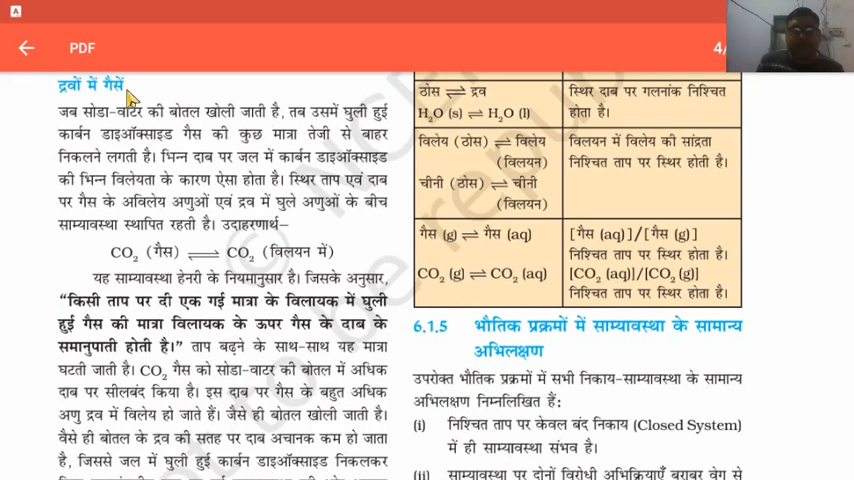 A
PDF
4/
द्रवों में गैसें
जब सोडा-वाटर की बोतल खोली जाती है, तब उसमें घुली हुई
कार्बन डाइऑक्साइड गैस की कुछ मात्रा तेजी से बाहर
निकलने लगती है। भिन्न दाब पर जल में कार्बन डाइऑक्साइड
की भिन्न विलेयता के कारण ऐसा होता है। स्थिर ताप एवं दाब
पर गैस के अविलेय अणुओं एवं द्रव में घुले अणुओं के बीच
साम्यावस्था स्थापित रहती है। उदाहरणार्थ–
CO₂ (गैस) ⇌ CO₂ (विलयन में)
यह साम्यावस्था हेनरी के नियमानुसार है। जिसके अनुसार,
“किसी ताप पर दी एक गई मात्रा के विलायक में घुली
हुई गैस की मात्रा विलायक के ऊपर गैस के दाब के
समानुपाती होती है।” ताप बढ़ने के साथ-साथ यह मात्रा
घटती जाती है। CO₂ गैस को सोडा-वाटर की बोतल में अधिक
दाब पर सीलबंद किया है। इस दाब पर गैस के बहुत अधिक
अणु द्रव में विलेय हो जाते हैं। जैसे ही बोतल खोली जाती है।
वैसे ही बोतल के द्रव की सतह पर दाब अचानक कम हो जाता
है, जिससे जल में घुली हुई कार्बन डाइऑक्साइड निकलकर
ठोस ⇌ द्रव
H₂O (s) ⇌ H₂O (l)
स्थिर दाब पर गलनांक निश्चित
होता है।
विलेय (ठोस) ⇌ विलेय
(विलयन)
चीनी (ठोस) ⇌ चीनी
(विलयन)
विलयन में विलेय की सांद्रता
निश्चित ताप पर स्थिर होती है।
गैस (g) ⇌ गैस (aq)
CO₂ (g) ⇌ CO₂ (aq)
[गैस (aq)]/[गैस (g)]
निश्चित ताप पर स्थिर होता है।
[CO₂ (aq)]/[CO₂ (g)]
निश्चित ताप पर स्थिर होता है।
6.1.5 भौतिक प्रक्रमों में साम्यावस्था के सामान्य
अभिलक्षण
उपरोक्त भौतिक प्रक्रमों में सभी निकाय-साम्यावस्था के सामान्य
अभिलक्षण निम्नलिखित हैं:
(i) निश्चित ताप पर केवल बंद निकाय (Closed System)
में ही साम्यावस्था संभव है।
(ii) साम्यावस्था पर दोनों विरोधी अभिक्रियाएँ बराबर वेग से